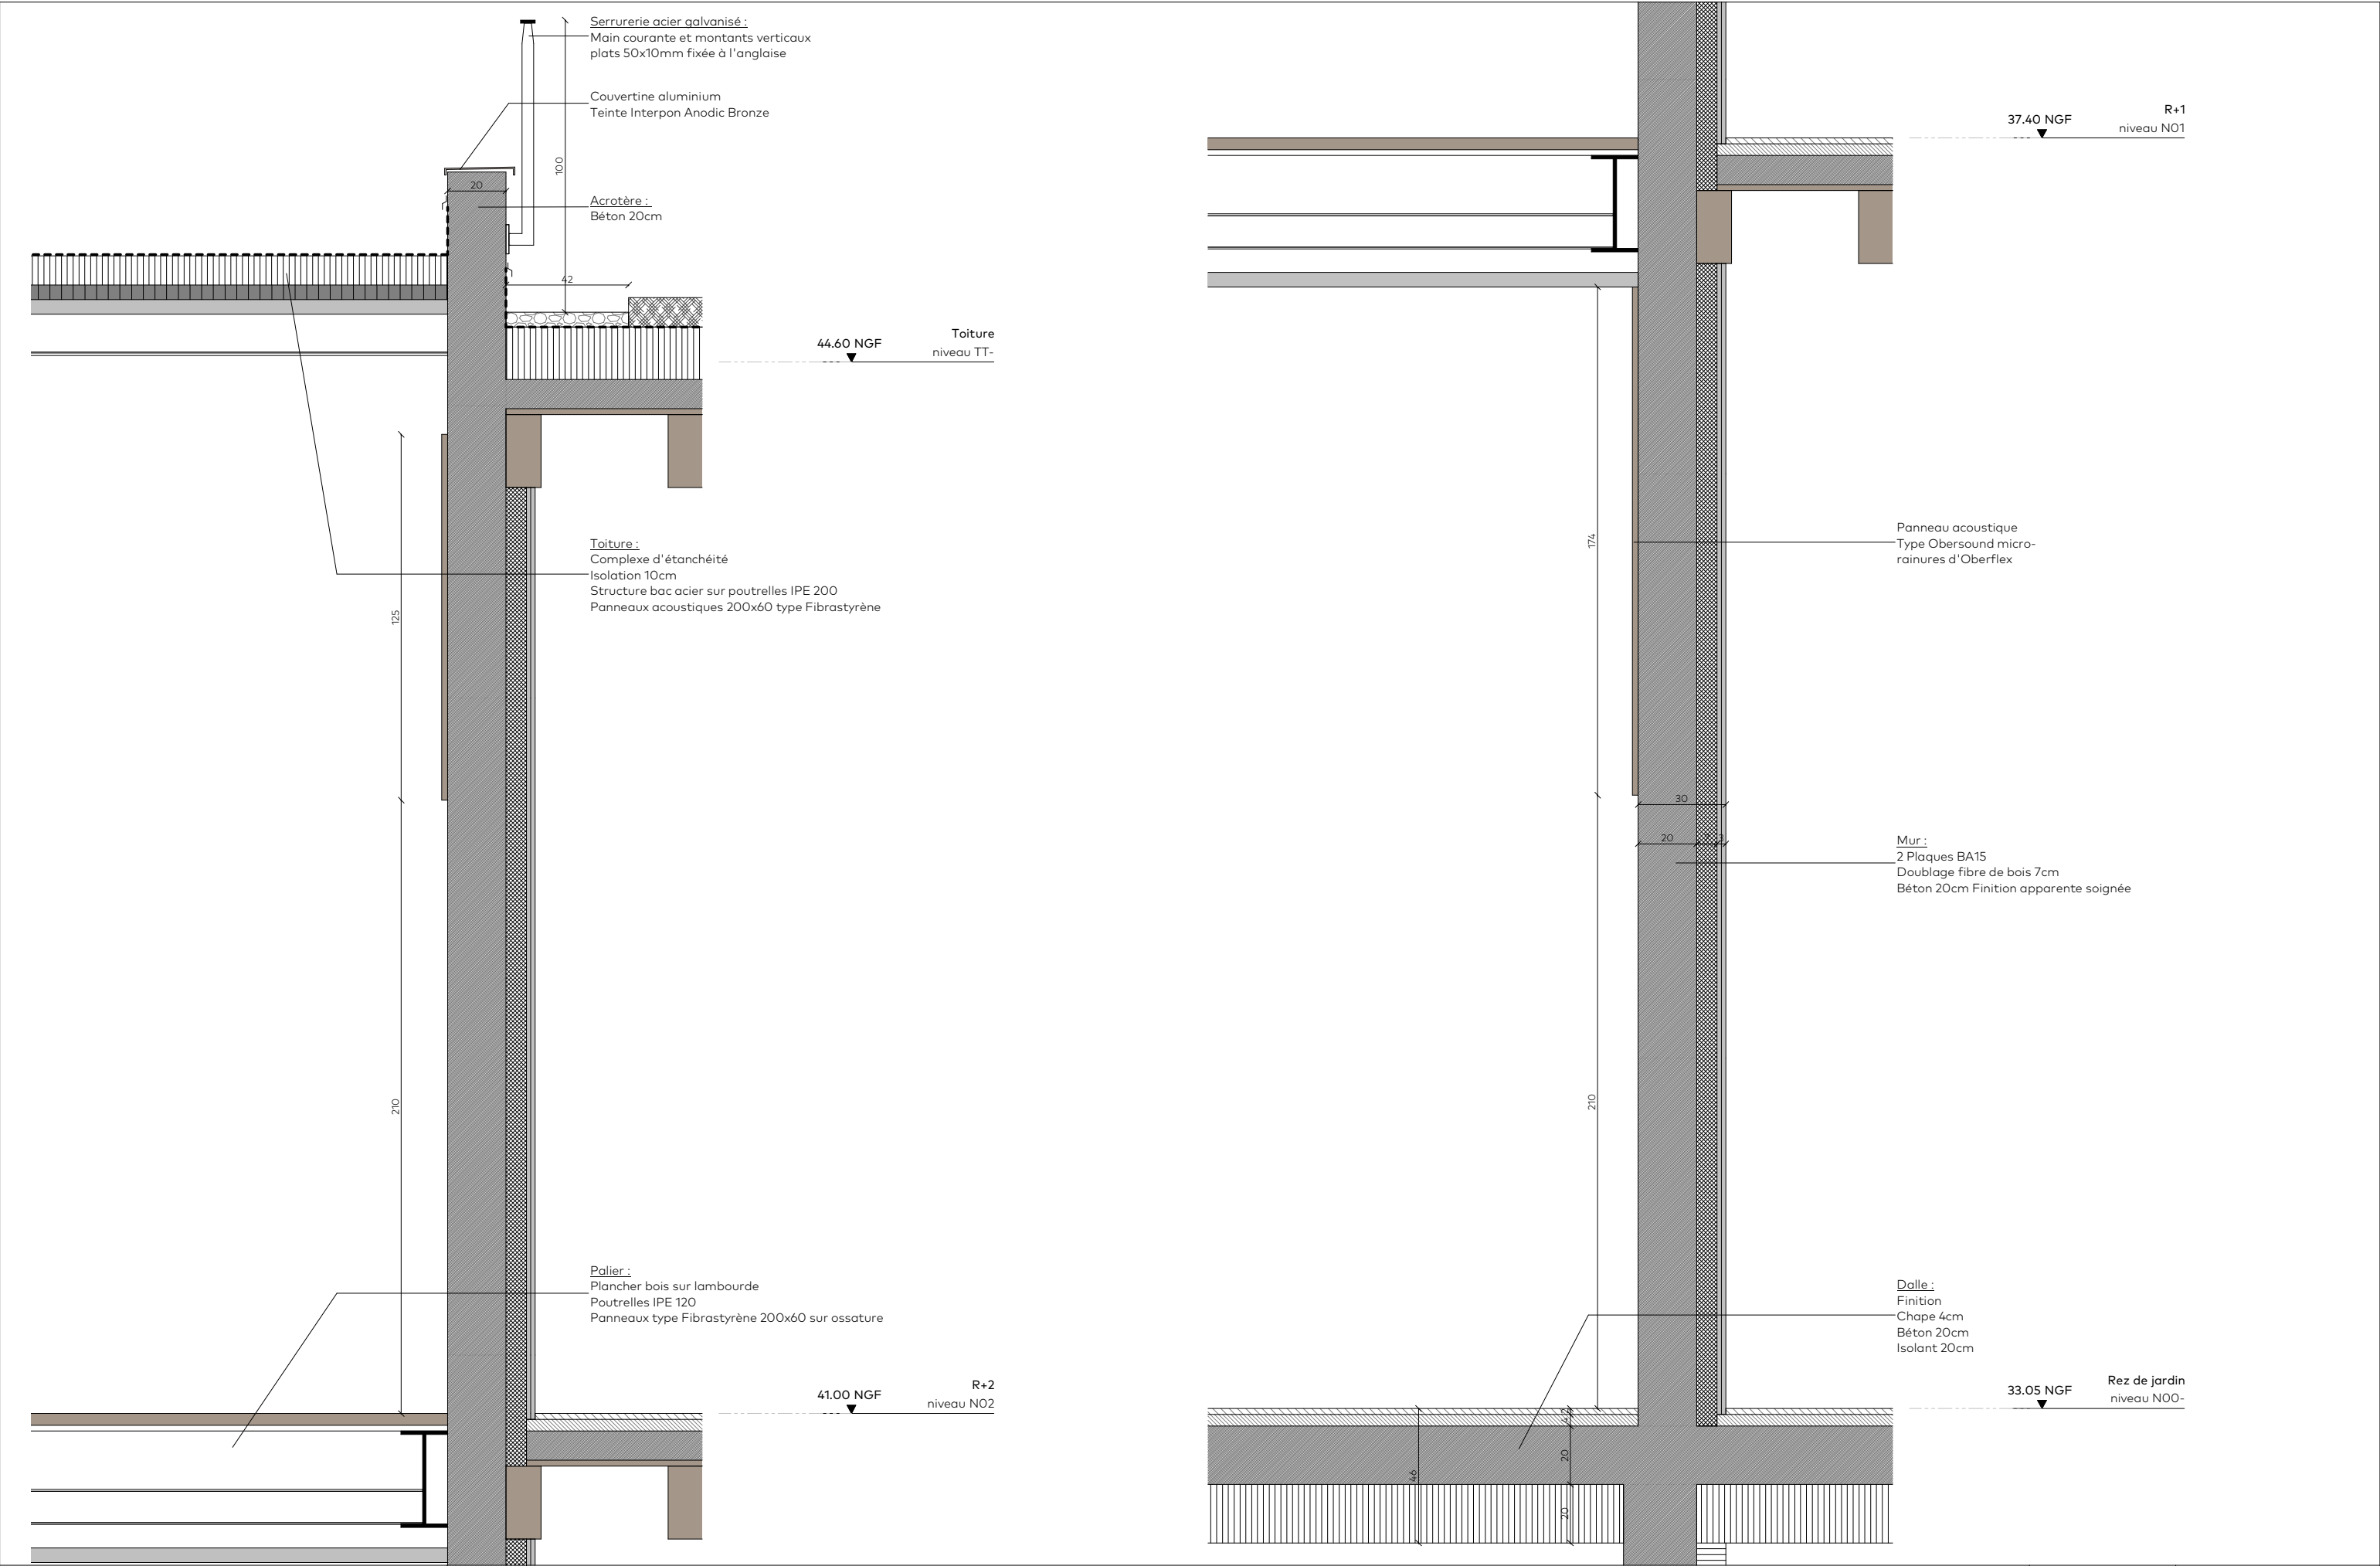 Serrurerie acier galvanisé :
Main courante et montants verticaux
plats 50x10mm fixée à l'anglaise
Couvertine aluminium
Teinte Interpon Anodic Bronze
100
20
Acrotère :
Béton 20cm
42
Toiture
44.60 NGF
niveau TT-
Toiture :
Complexe d'étanchéité
Isolation 10cm
Structure bac acier sur poutrelles IPE 200
Panneaux acoustiques 200x60 type Fibrastyrène
125
210
Palier :
Plancher bois sur lambourde
Poutrelles IPE 120
Panneaux type Fibrastyrène 200x60 sur ossature
R+2
41.00 NGF
niveau N02
R+1
37.40 NGF
niveau N01
Panneau acoustique
Type Obersound micro-
rainures d'Oberflex
174
30
20
3
Mur :
2 Plaques BA15
Doublage fibre de bois 7cm
Béton 20cm Finition apparente soignée
210
Dalle :
Finition
Chape 4cm
Béton 20cm
Isolant 20cm
Rez de jardin
33.05 NGF
niveau N00-
20
46
20